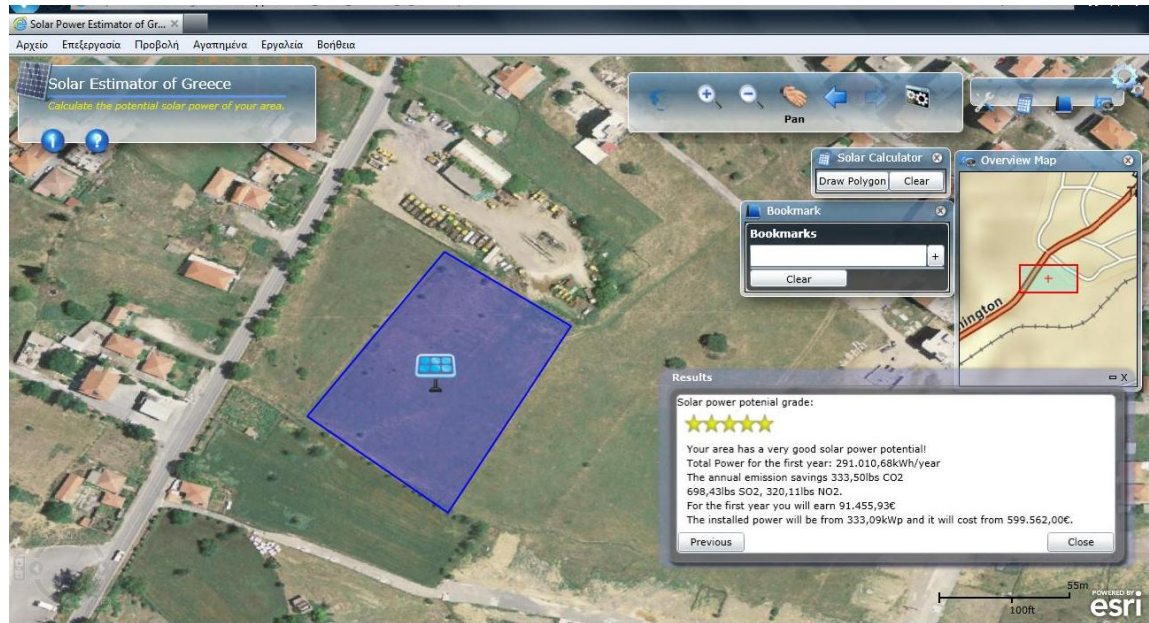 Solar Power Estimator of Gr...
Αρχείο Επεξεργασία Προβολή Αγαπημένα Εργαλεία Βοήθεια
Solar Estimator of Greece
Calculate the potential solar power of your area.
Pan
Solar Calculator
Draw Polygon Clear
Bookmark
Bookmarks
+
Clear
Overview Map
nington
Results
Solar power potenial grade:
Your area has a very good solar power potential!
Total Power for the first year: 291.010,68kWh/year
The annual emission savings 333,50lbs CO2
698,43lbs SO2, 320,11lbs NO2.
For the first year you will earn 91.455,93€
The installed power will be from 333,09kWp and it will cost from 599.562,00€.
Previous Close
55m
100ft
POWERED BY
esri